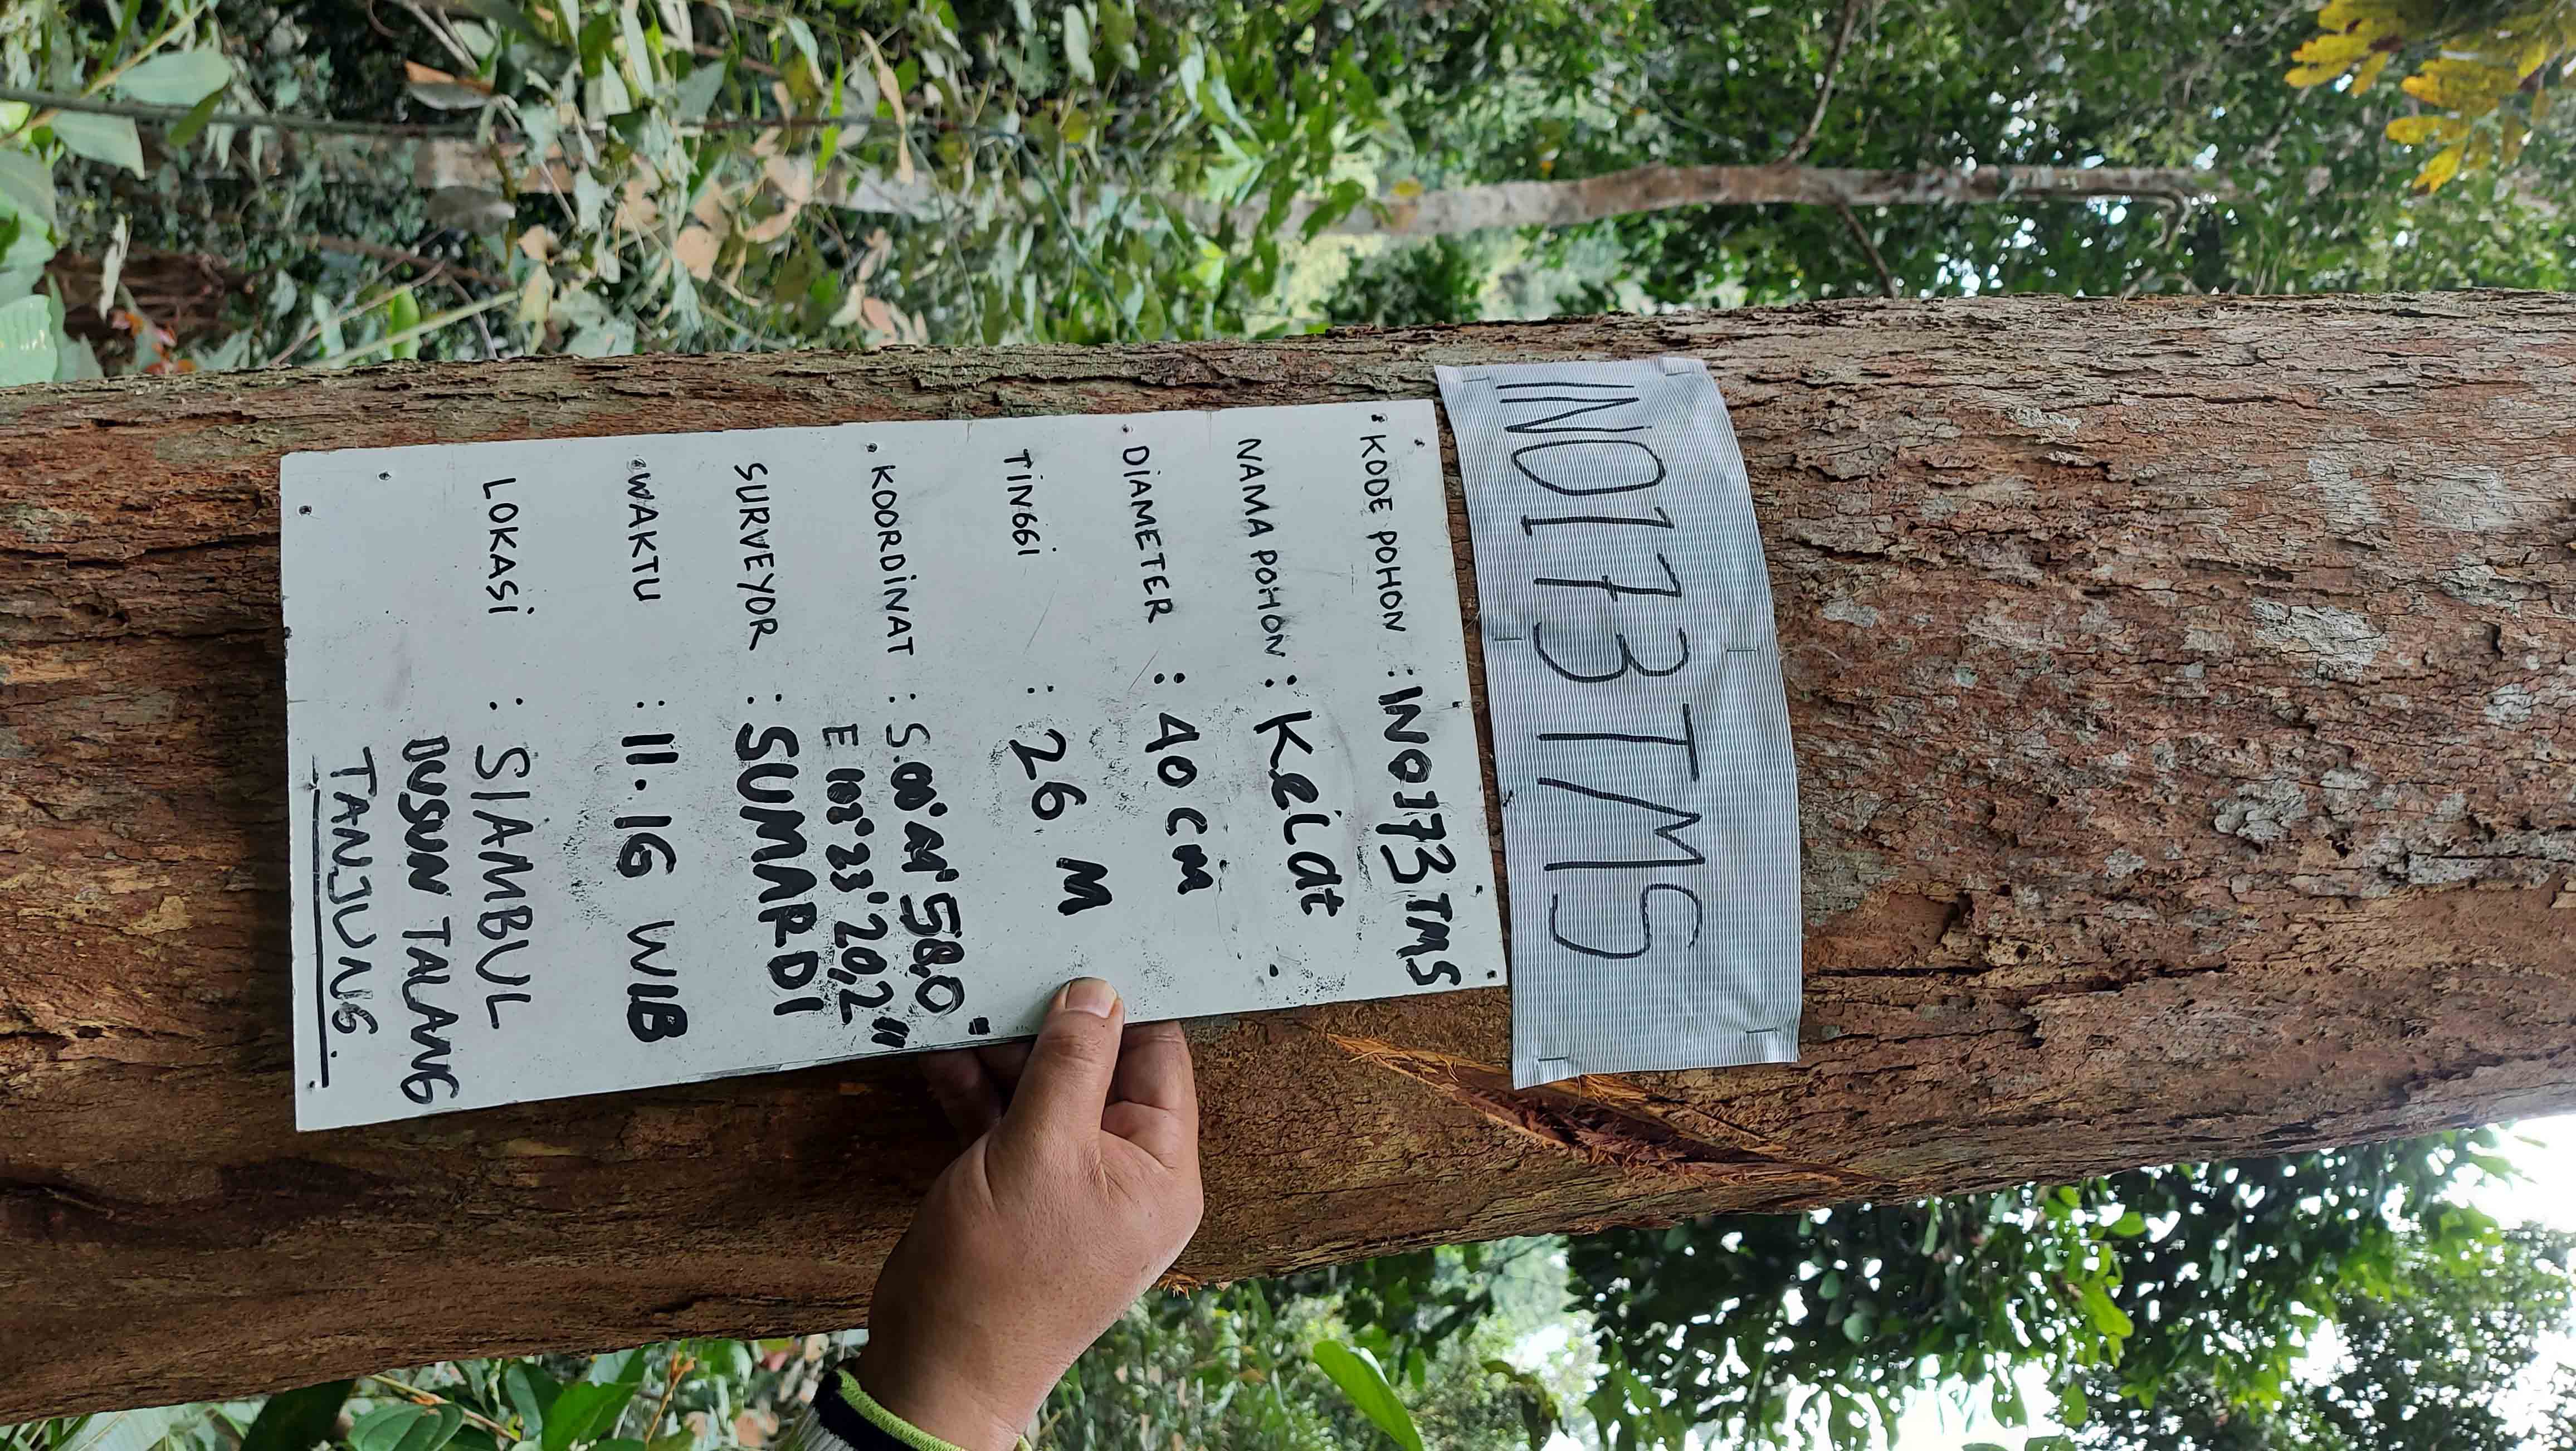 IN0173TMS
KODE POHON : IN0173 TMS
NAMA POHON : Kelat
DIAMETER : 40 CM
TINGGI : 26 M
KOORDINAT : S. 00° 44' 58,0"
E 102° 23' 20,2"
SURVEYOR : SUMARDI
WAKTU : 11.16 WIB
LOKASI : SIAMBUL
DUSUN TALANG
TANJUNG.